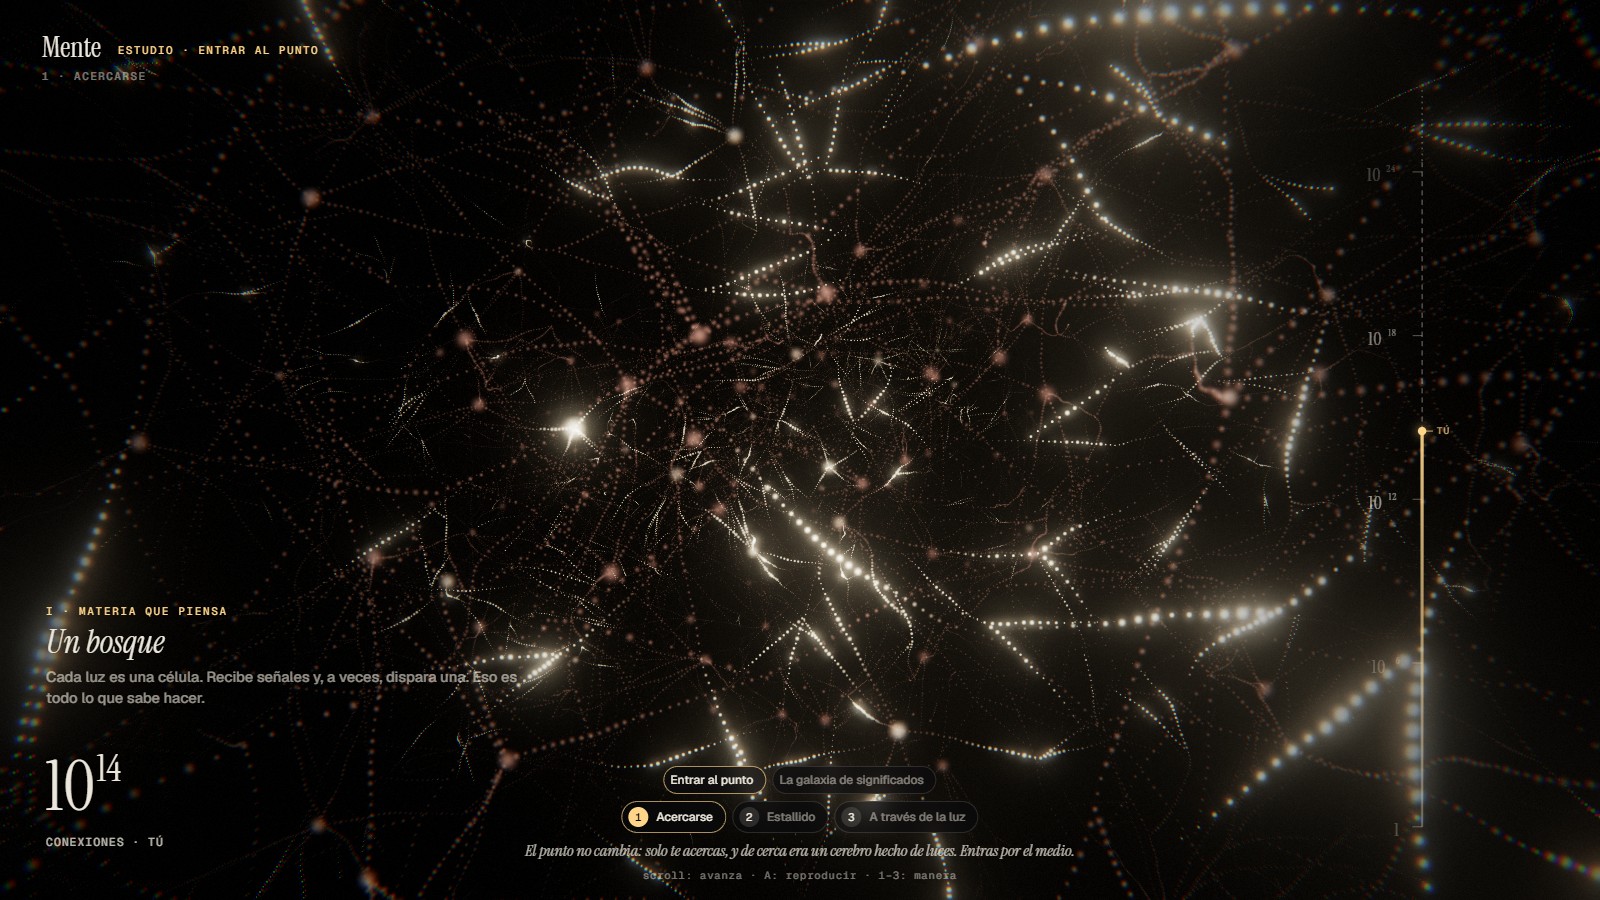 Mente ESTUDIO · ENTRAR AL PUNTO
1 · ACERCARSE
10 24
10 18
TÚ
10 12
I · MATERIA QUE PIENSA
Un bosque
Cada luz es una célula. Recibe señales y, a veces, dispara una. Eso es
todo lo que sabe hacer.
10
10 14
CONEXIONES · TÚ
Entrar al punto La galaxia de significados
1 Acercarse 2 Estallido 3 A través de la luz
1
El punto no cambia: solo te acercas, y de cerca era un cerebro hecho de luces. Entras por el medio.
scroll: avanza · A: reproducir · 1–3: manera